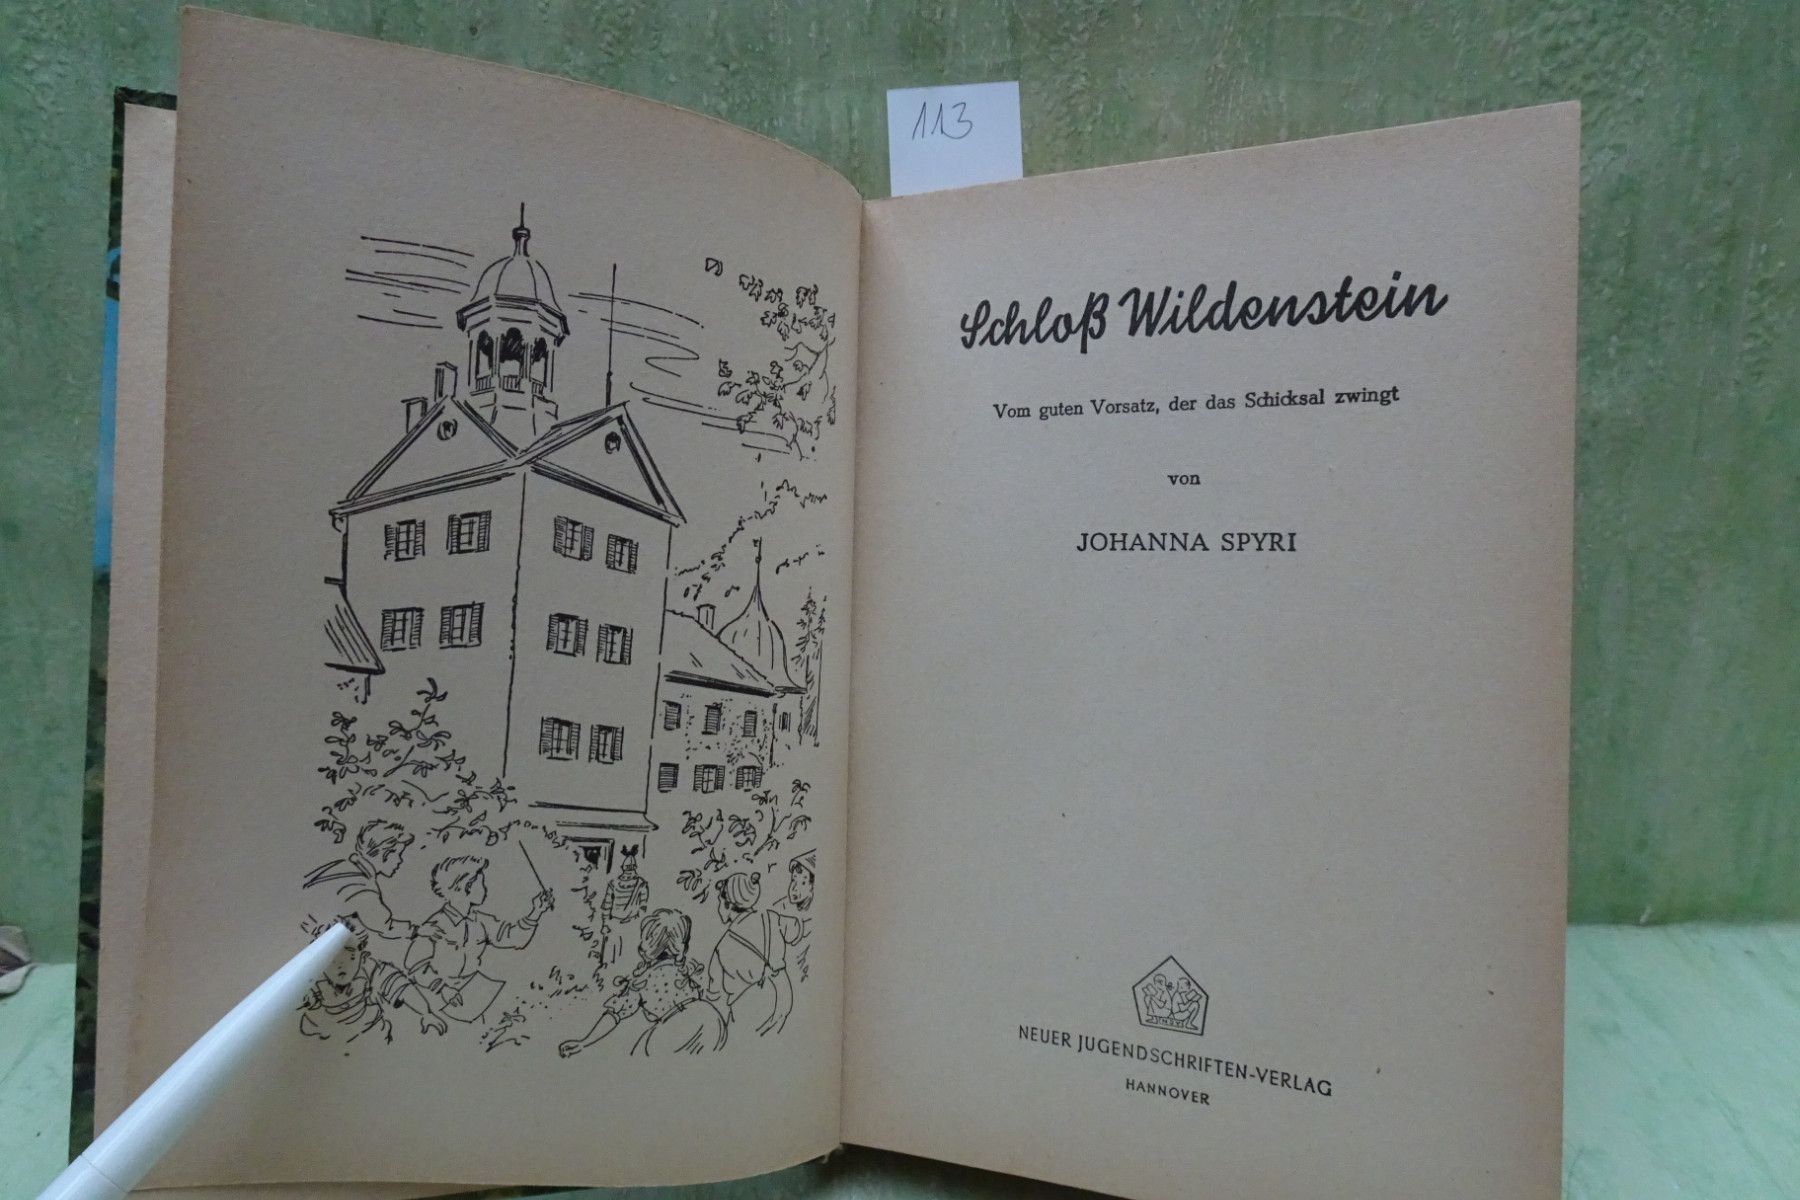 113
Schloß Wildenstein
Vom guten Vorsatz, der das Schicksal zwingt
von
JOHANNA SPYRI
NEUER JUGENDSCHRIFTEN-VERLAG
HANNOVER